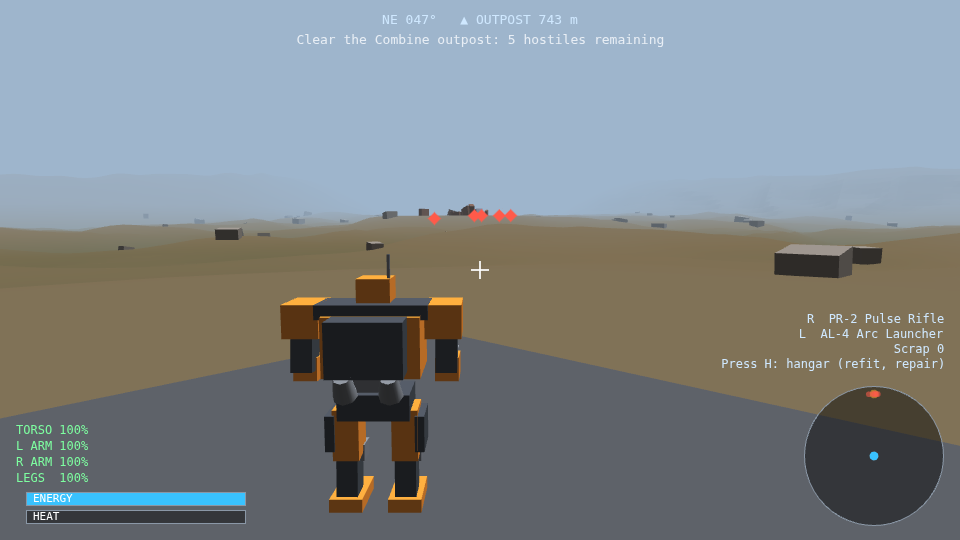 NE 047° ▲ OUTPOST 743 m
Clear the Combine outpost: 5 hostiles remaining
R PR-2 Pulse Rifle
L AL-4 Arc Launcher
Scrap 0
Press H: hangar (refit, repair)
TORSO 100%
L ARM 100%
R ARM 100%
LEGS 100%
ENERGY
HEAT